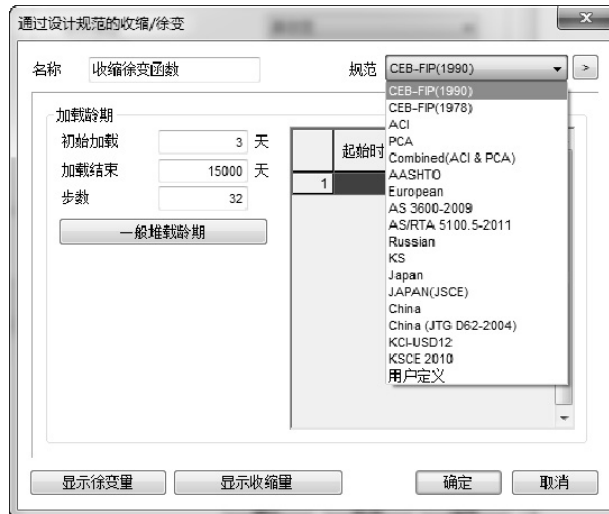 通过设计规范的收缩/徐变
名称 收缩徐变函数 规范 CEB-FIP(1990) >
CEB-FIP(1990)
CEB-FIP(1978)
加载龄期
ACI
初始加载 3 天
PCA
起始时
Combined(ACI & PCA)
加载结束 15000 天
AASHTO
1
European
步数 32
AS 3600-2009
AS/RTA 5100.5-2011
一般堆载龄期
Russian
KS
Japan
JAPAN(JSCE)
China
China (JTG D62-2004)
KCI-USD12
KSCE 2010
用户定义
显示徐变量 显示收缩量 确定 取消